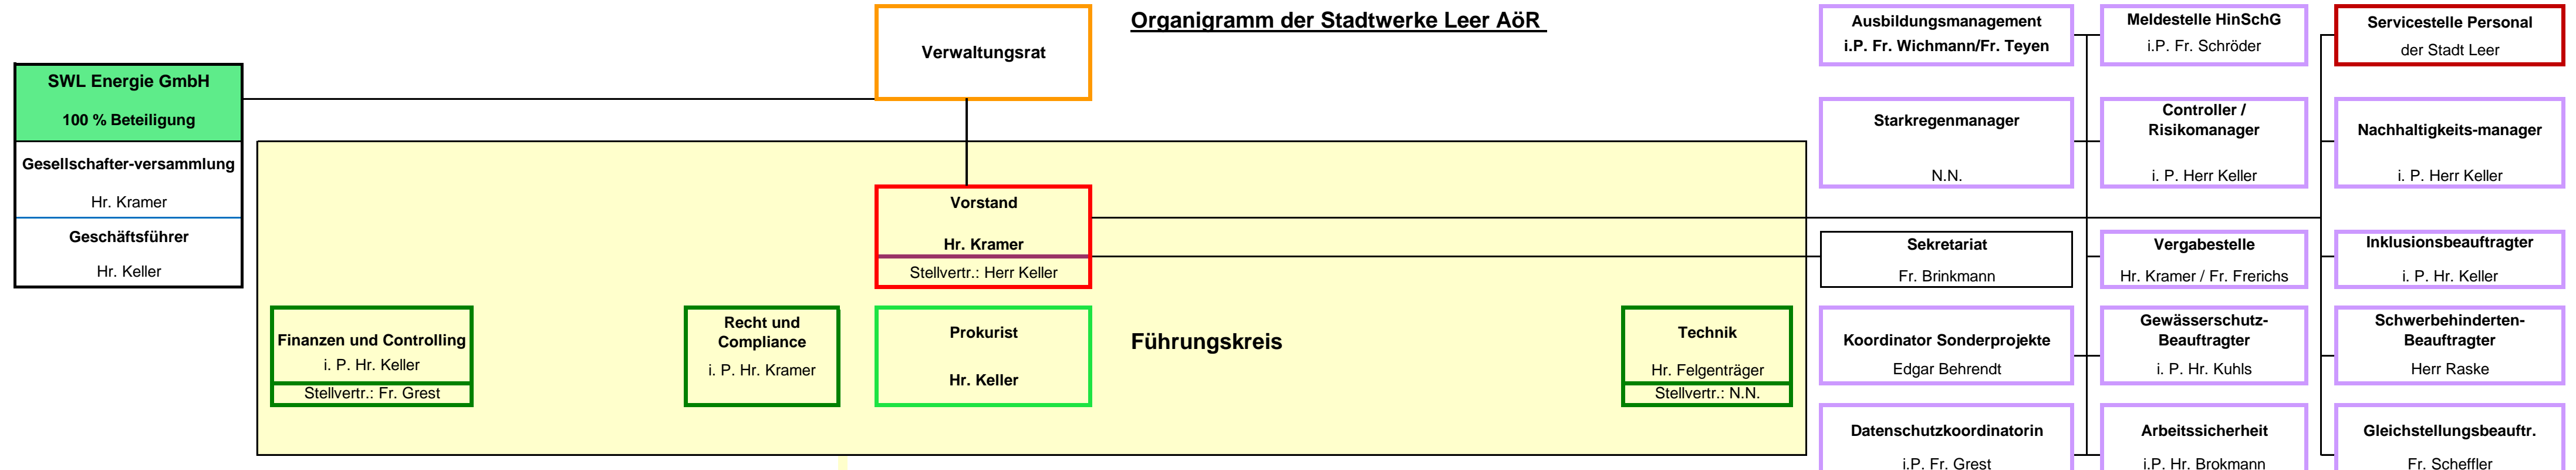 Organigramm der Stadtwerke Leer AöR
Verwaltungsrat
SWL Energie GmbH
100 % Beteiligung
Gesellschafter-versammlung
Hr. Kramer
Geschäftsführer
Hr. Keller
Vorstand
Hr. Kramer
Stellvertr.: Herr Keller
Finanzen und Controlling
i. P. Hr. Keller
Stellvertr.: Fr. Grest
Recht und
Compliance
i. P. Hr. Kramer
Prokurist
Hr. Keller
Führungskreis
Technik
Hr. Felgenträger
Stellvertr.: N.N.
Ausbildungsmanagement
i.P. Fr. Wichmann/Fr. Teyen
Meldestelle HinSchG
i.P. Fr. Schröder
Servicestelle Personal
der Stadt Leer
Starkregenmanager
N.N.
Controller /
Risikomanager
i. P. Herr Keller
Nachhaltigkeits-manager
i. P. Herr Keller
Sekretariat
Fr. Brinkmann
Vergabestelle
Hr. Kramer / Fr. Frerichs
Inklusionsbeauftragter
i. P. Hr. Keller
Koordinator Sonderprojekte
Edgar Behrendt
Gewässerschutz-
Beauftragter
i. P. Hr. Kuhls
Schwerbehinderten-
Beauftragter
Herr Raske
Datenschutzkoordinatorin
i.P. Fr. Grest
Arbeitssicherheit
i.P. Hr. Brokmann
Gleichstellungsbeauftr.
Fr. Scheffler